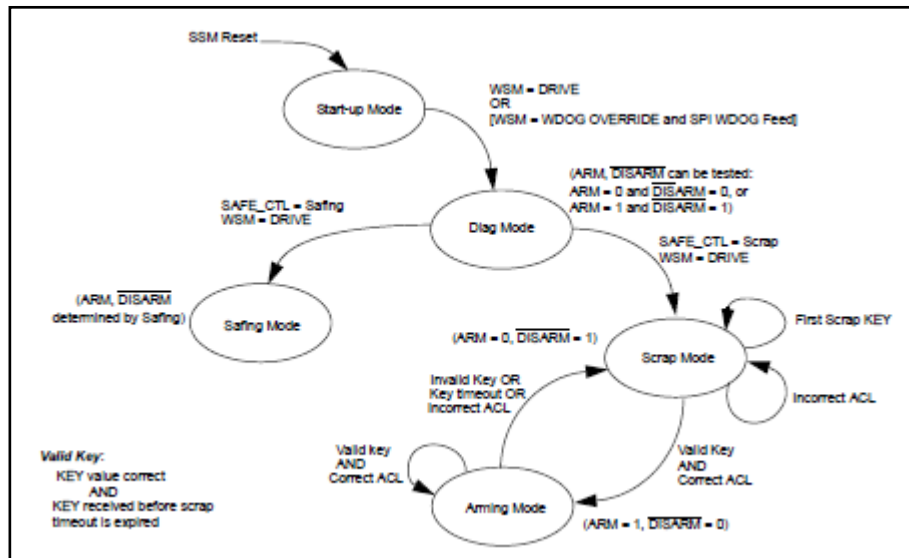 SSM Reset
Start-up Mode
WSM = DRIVE
OR
[WSM = WDOG OVERRIDE and SPI WDOG Feed]
(ARM, DISARM can be tested:
ARM = 0 and DISARM = 0, or
ARM = 1 and DISARM = 1)
SAFE_CTL = Safing
WSM = DRIVE
Diag Mode
SAFE_CTL = Scrap
WSM = DRIVE
(ARM, DISARM
determined by Safing)
Safing Mode
First Scrap KEY
(ARM = 0, DISARM = 1)
Scrap Mode
Invalid Key OR
Key timeout OR
Incorrect ACL
Incorrect ACL
Valid Key:
KEY value correct
AND
KEY received before scrap
timeout is expired
Valid key
AND
Correct ACL
Valid Key
AND
Correct ACL
Arming Mode
(ARM = 1, DISARM = 0)